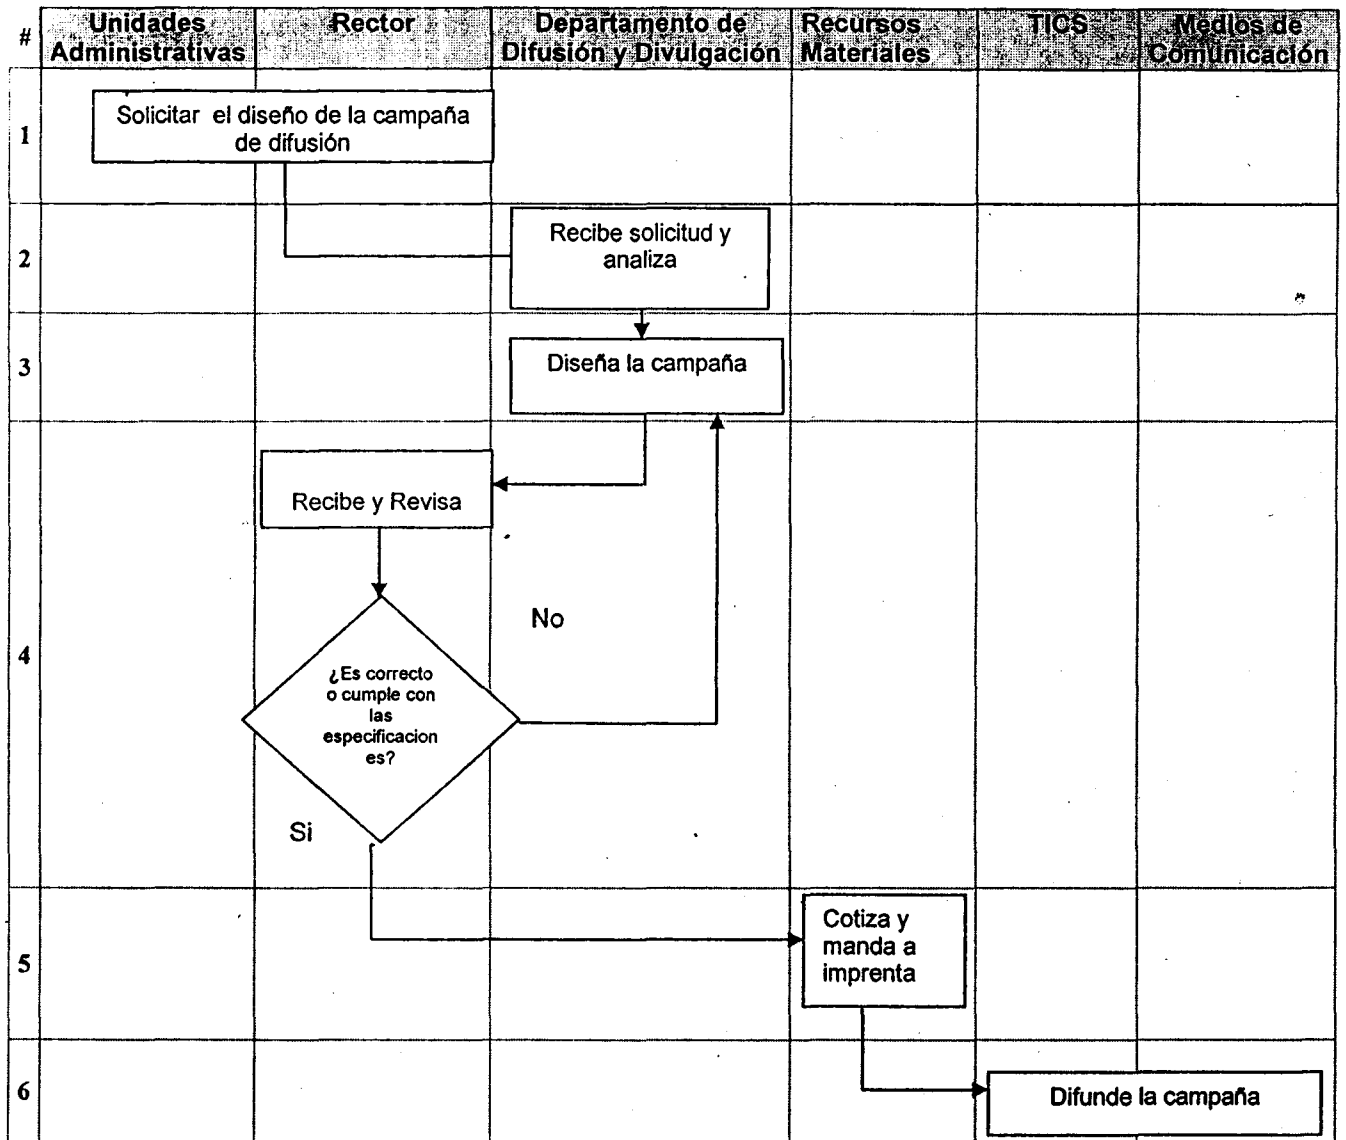 #
Unidades
Administrativas
Rector
Departamento de
Difusión y Divulgación
Recursos
Materiales
TICS
Medios de
Comunicación
1
Solicitar el diseño de la campaña
de difusión
2
Recibe solicitud y
analiza
3
Diseña la campaña
4
Recibe y Revisa
No
¿Es correcto
o cumple con
las
especificacion
es?
Si
5
Cotiza y
manda a
imprenta
6
Difunde la campaña